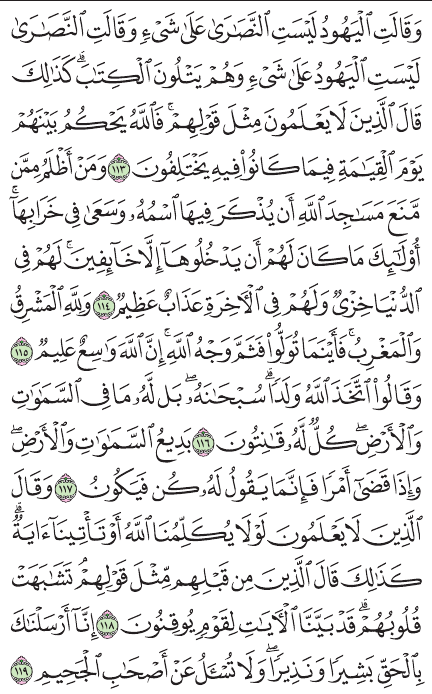 وَقَالَتِ ٱلۡيَهُودُ لَيۡسَتِ ٱلنَّصَٰرَىٰ عَلَىٰ شَيۡءٖ وَقَالَتِ ٱلنَّصَٰرَىٰ
لَيۡسَتِ ٱلۡيَهُودُ عَلَىٰ شَيۡءٖ وَهُمۡ يَتۡلُونَ ٱلۡكِتَٰبَۗ كَذَٰلِكَ
قَالَ ٱلَّذِينَ لَا يَعۡلَمُونَ مِثۡلَ قَوۡلِهِمۡۚ فَٱللَّهُ يَحۡكُمُ بَيۡنَهُمۡ
يَوۡمَ ٱلۡقِيَٰمَةِ فِيمَا كَانُواْ فِيهِ يَخۡتَلِفُونَ ١١٣ وَمَنۡ أَظۡلَمُ مِمَّن
مَّنَعَ مَسَٰجِدَ ٱللَّهِ أَن يُذۡكَرَ فِيهَا ٱسۡمُهُۥ وَسَعَىٰ فِي خَرَابِهَآۚ
أُوْلَٰٓئِكَ مَا كَانَ لَهُمۡ أَن يَدۡخُلُوهَآ إِلَّا خَآئِفِينَۚ لَهُمۡ فِي
ٱلدُّنۡيَا خِزۡيٞ وَلَهُمۡ فِي ٱلۡأٓخِرَةِ عَذَابٌ عَظِيمٞ ١١٤ وَلِلَّهِ ٱلۡمَشۡرِقُ
وَٱلۡمَغۡرِبُۚ فَأَيۡنَمَا تُوَلُّواْ فَثَمَّ وَجۡهُ ٱللَّهِۚ إِنَّ ٱللَّهَ وَٰسِعٌ عَلِيمٞ ١١٥
وَقَالُواْ ٱتَّخَذَ ٱللَّهُ وَلَدٗاۗ سُبۡحَٰنَهُۥۖ بَل لَّهُۥ مَا فِي ٱلسَّمَٰوَٰتِ
وَٱلۡأَرۡضِۖ كُلّٞ لَّهُۥ قَٰنِتُونَ ١١٦ بَدِيعُ ٱلسَّمَٰوَٰتِ وَٱلۡأَرۡضِۖ
وَإِذَا قَضَىٰٓ أَمۡرٗا فَإِنَّمَا يَقُولُ لَهُۥ كُن فَيَكُونُ ١١٧ وَقَالَ
ٱلَّذِينَ لَا يَعۡلَمُونَ لَوۡلَا يُكَلِّمُنَا ٱللَّهُ أَوۡ تَأۡتِينَآ ءَايَةٞۗ
كَذَٰلِكَ قَالَ ٱلَّذِينَ مِن قَبۡلِهِم مِّثۡلَ قَوۡلِهِمۡۘ تَشَٰبَهَتۡ
قُلُوبُهُمۡۗ قَدۡ بَيَّنَّا ٱلۡأٓيَٰتِ لِقَوۡمٖ يُوقِنُونَ ١١٨ إِنَّآ أَرۡسَلۡنَٰكَ
بِٱلۡحَقِّ بَشِيرٗا وَنَذِيرٗاۖ وَلَا تُسۡـَٔلُ عَنۡ أَصۡحَٰبِ ٱلۡجَحِيمِ ١١٩